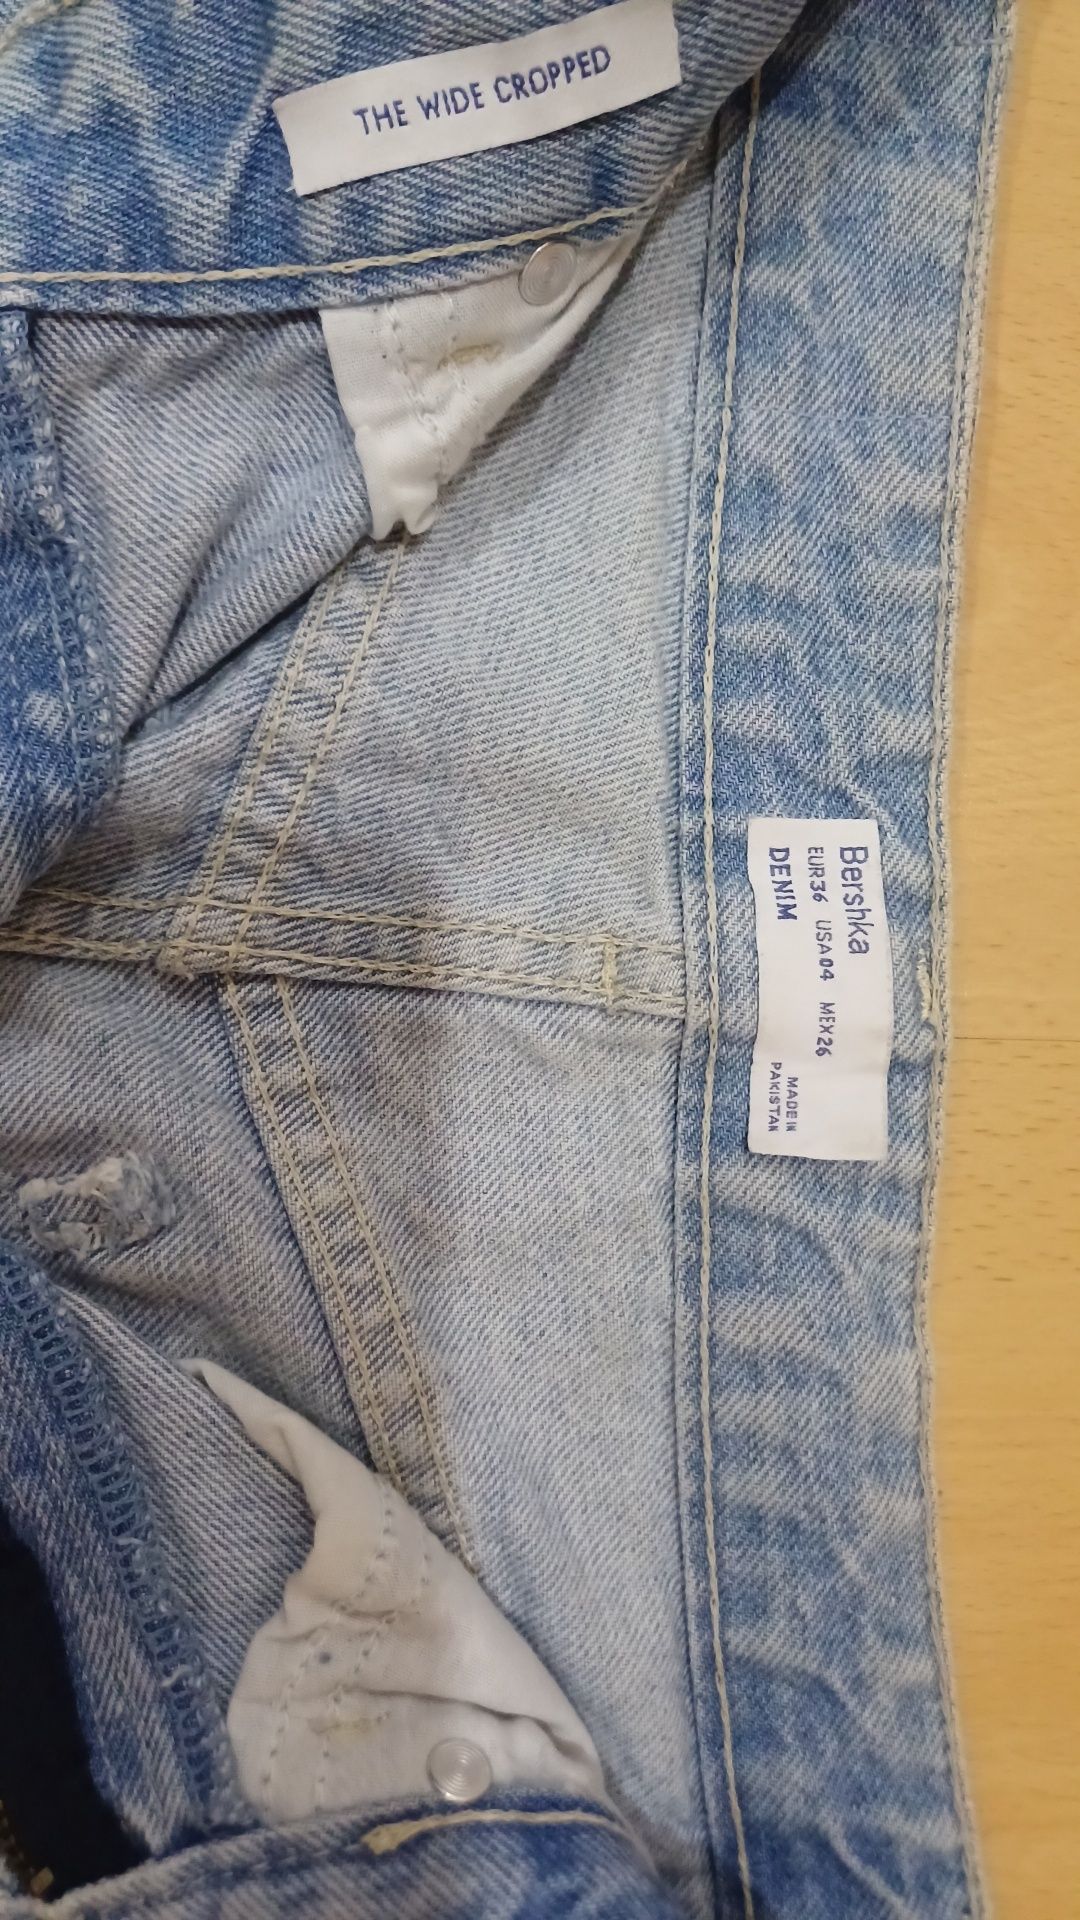 THE WIDE CROPPED
Bershka
EUR36 USA04 MEX26
DENIM
MADE IN
PAKISTAN